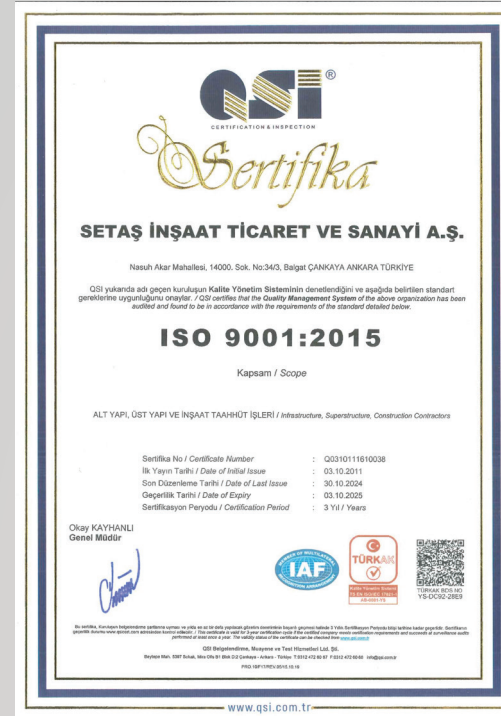 QSI®
CERTIFICATION & INSPECTION
Sertifika
SETAŞ İNŞAAT TİCARET VE SANAYİ A.Ş.
Nasuh Akar Mahallesi, 14000. Sok. No:34/3, Balgat ÇANKAYA ANKARA TÜRKİYE
QSI yukarıda adı geçen kuruluşun Kalite Yönetim Sisteminin denetlendiğini ve aşağıda belirtilen standart
gereklerine uygunluğunu onaylar. / QSI certifies that the Quality Management System of the above organization has been
audited and found to be in accordance with the requirements of the standard detailed below.
ISO 9001:2015
Kapsam / Scope
ALT YAPI, ÜST YAPI VE İNŞAAT TAAHHÜT İŞLERİ / Infrastructure, Superstructure, Construction Contractors
Sertifika No / Certificate Number : Q0310111610038
İlk Yayın Tarihi / Date of Initial Issue : 03.10.2011
Son Düzenleme Tarihi / Date of Last Issue : 30.10.2024
Geçerlilik Tarihi / Date of Expiry : 03.10.2025
Sertifikasyon Peryodu / Certification Period : 3 Yıl / Years
Okay KAYHANLI
Genel Müdür
IAF
TÜRKAK
TÜRKAK BDS NO
YS-DC92-28E9
QSI Belgelendirme, Muayene ve Test Hizmetleri Ltd. Şti.
www.qsi.com.tr